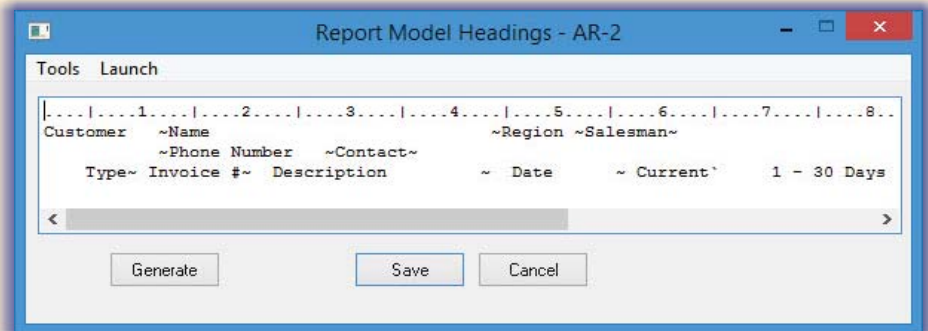 Report Model Headings - AR-2
Tools Launch
....|....1....|....2....|....3....|....4....|....5....|....6....|....7....|....8..
Customer ~Name ~Region ~Salesman~
~Phone Number ~Contact~
Type~ Invoice #~ Description ~ Date ~ Current` 1 - 30 Days
Generate Save Cancel